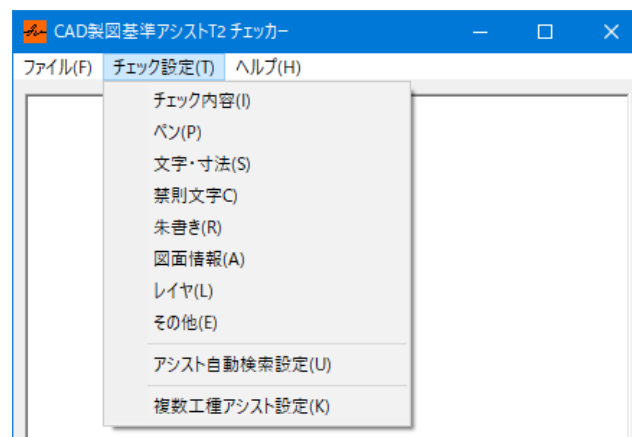 CAD製図基準アシストT2 チェッカー
ファイル(F) チェック設定(T) ヘルプ(H)
チェック内容(I)
ペン(P)
文字・寸法(S)
禁則文字C)
朱書き(R)
図面情報(A)
レイヤ(L)
その他(E)
アシスト自動検索設定(U)
複数工種アシスト設定(K)